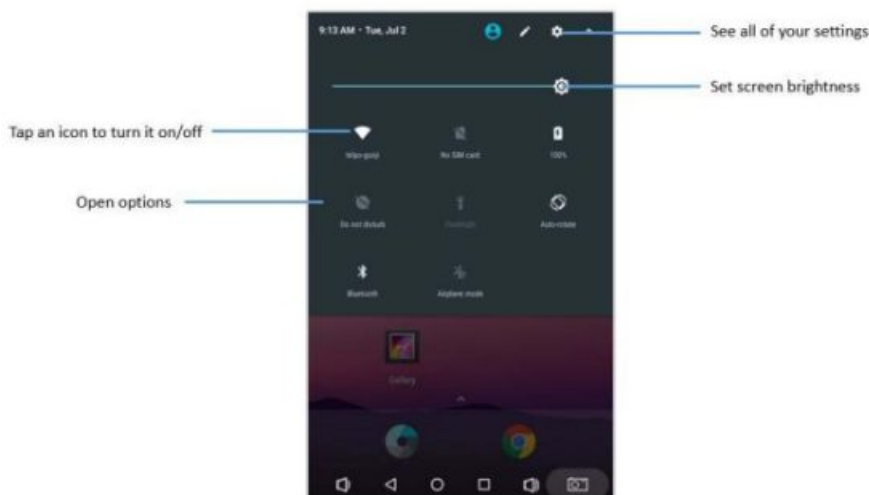 9:13 AM · Tue, Jul 2
See all of your settings
Set screen brightness
Tap an icon to turn it on/off
No SIM card
100%
Open options
Do not disturb
Auto-rotate
Bluetooth
Airplane mode
Gallery